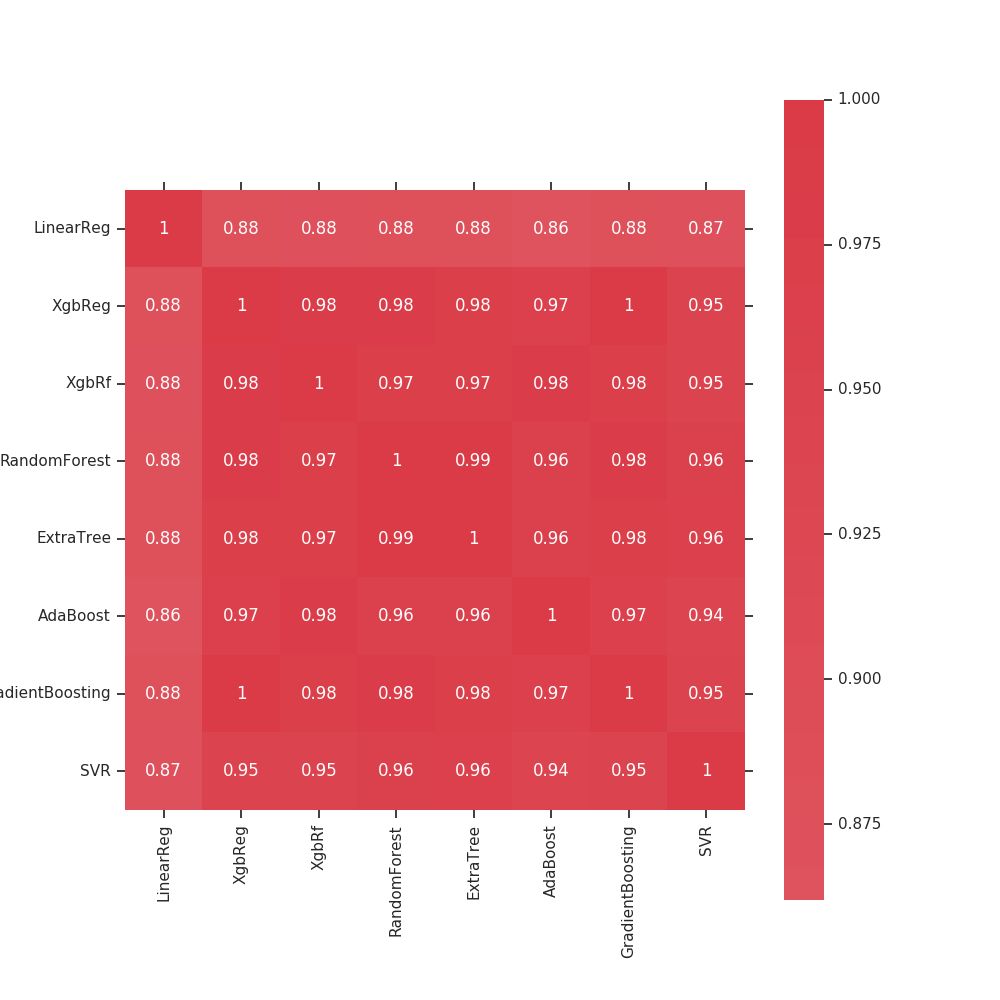 1.000
LinearReg 1 0.88 0.88 0.88 0.88 0.86 0.88 0.87
0.975
XgbReg 0.88 1 0.98 0.98 0.98 0.97 1 0.95
XgbRf 0.88 0.98 1 0.97 0.97 0.98 0.98 0.95
0.950
RandomForest 0.88 0.98 0.97 1 0.99 0.96 0.98 0.96
0.925
ExtraTree 0.88 0.98 0.97 0.99 1 0.96 0.98 0.96
AdaBoost 0.86 0.97 0.98 0.96 0.96 1 0.97 0.94
0.900
adientBoosting 0.88 1 0.98 0.98 0.98 0.97 1 0.95
SVR 0.87 0.95 0.95 0.96 0.96 0.94 0.95 1
0.875
LinearReg
XgbReg
XgbRf
RandomForest
ExtraTree
AdaBoost
GradientBoosting
SVR